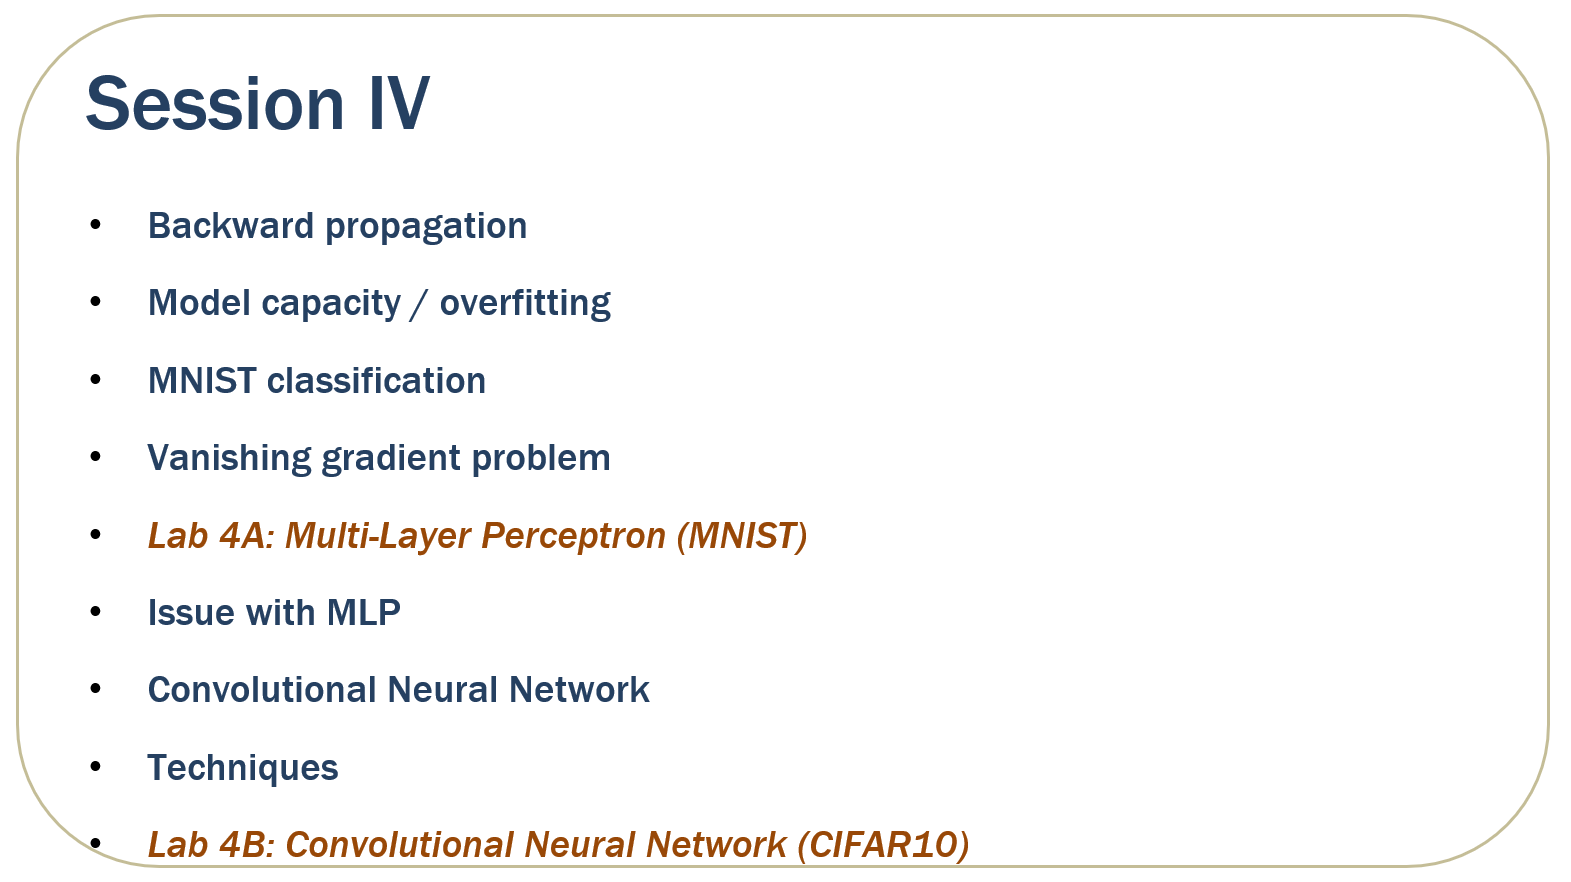 Session IV
• Backward propagation
• Model capacity / overfitting
• MNIST classification
• Vanishing gradient problem
• Lab 4A: Multi-Layer Perceptron (MNIST)
• Issue with MLP
• Convolutional Neural Network
• Techniques
• Lab 4B: Convolutional Neural Network (CIFAR10)